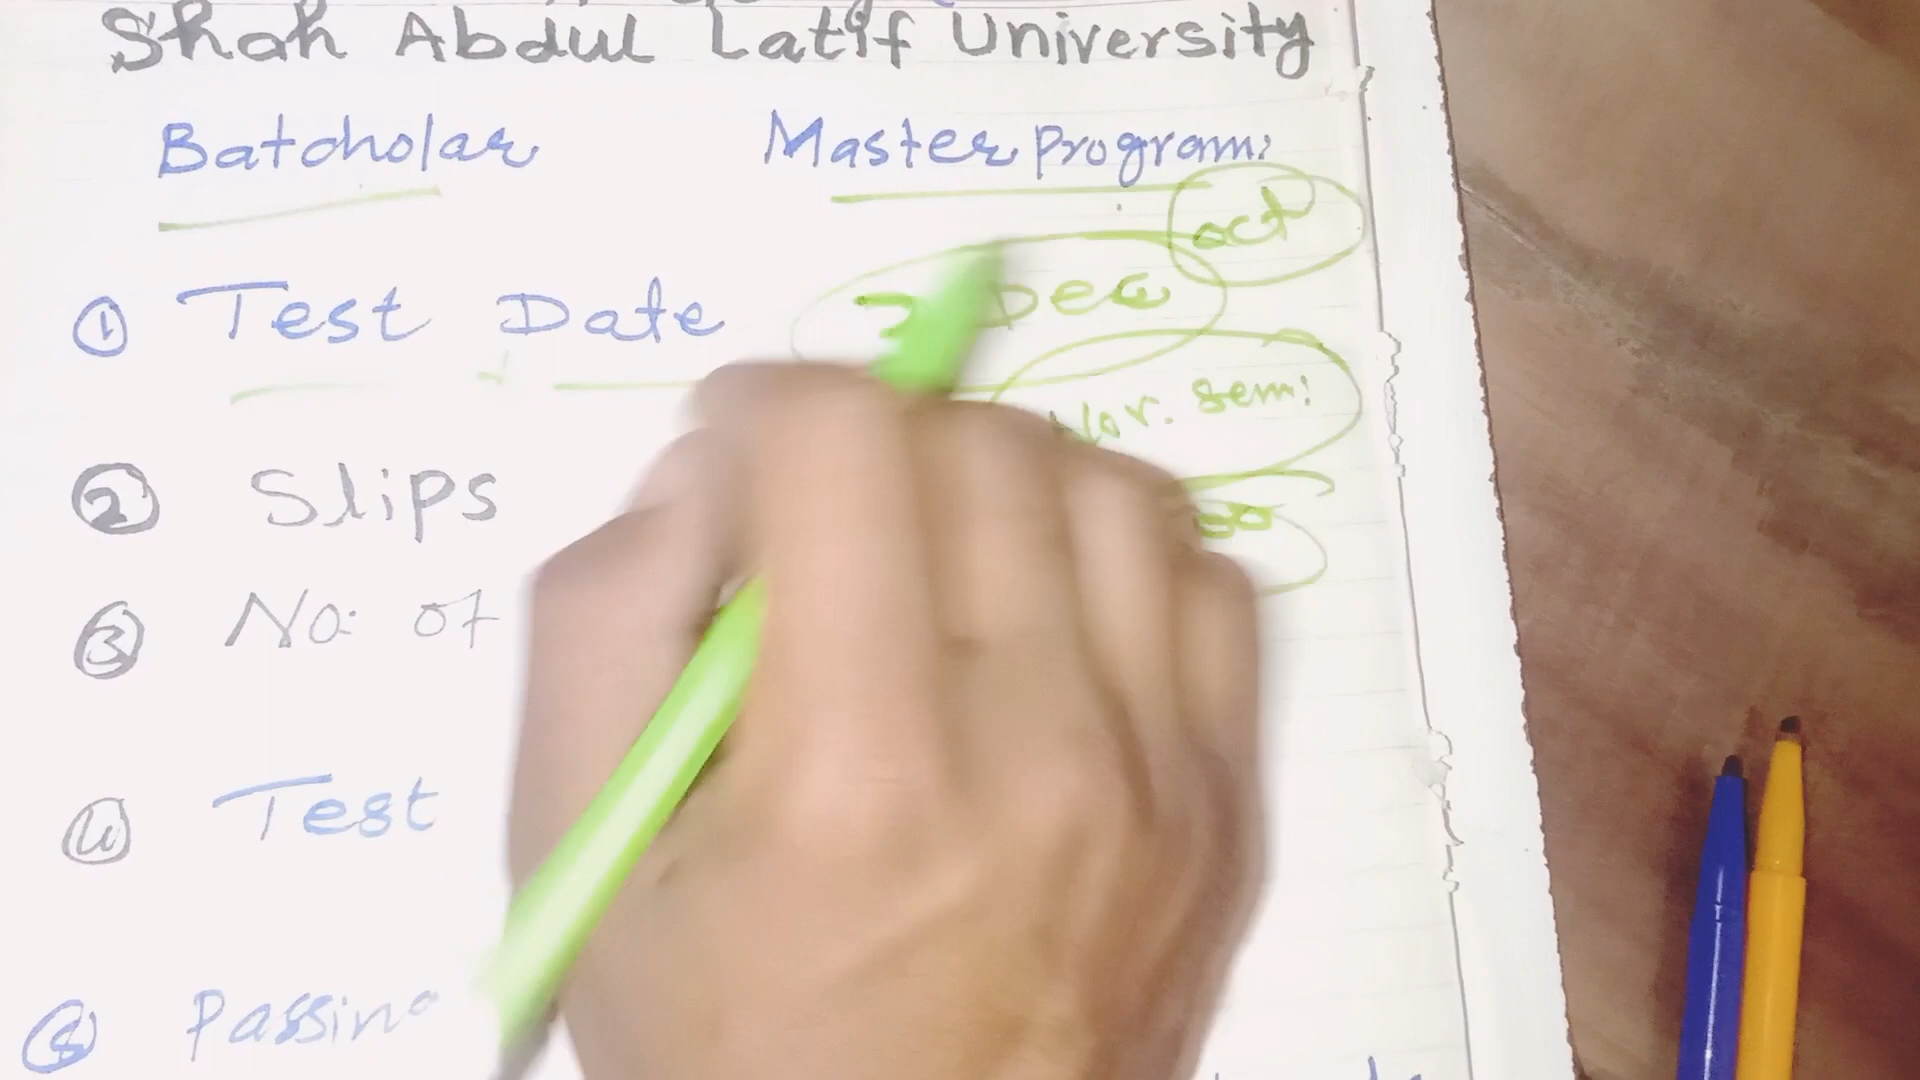 Shah Abdul Latif University
Batcholar Master Program:
oct
① Test Date Dec
sem:
② Slips
③ No: of
④ Test
⑤ Passing